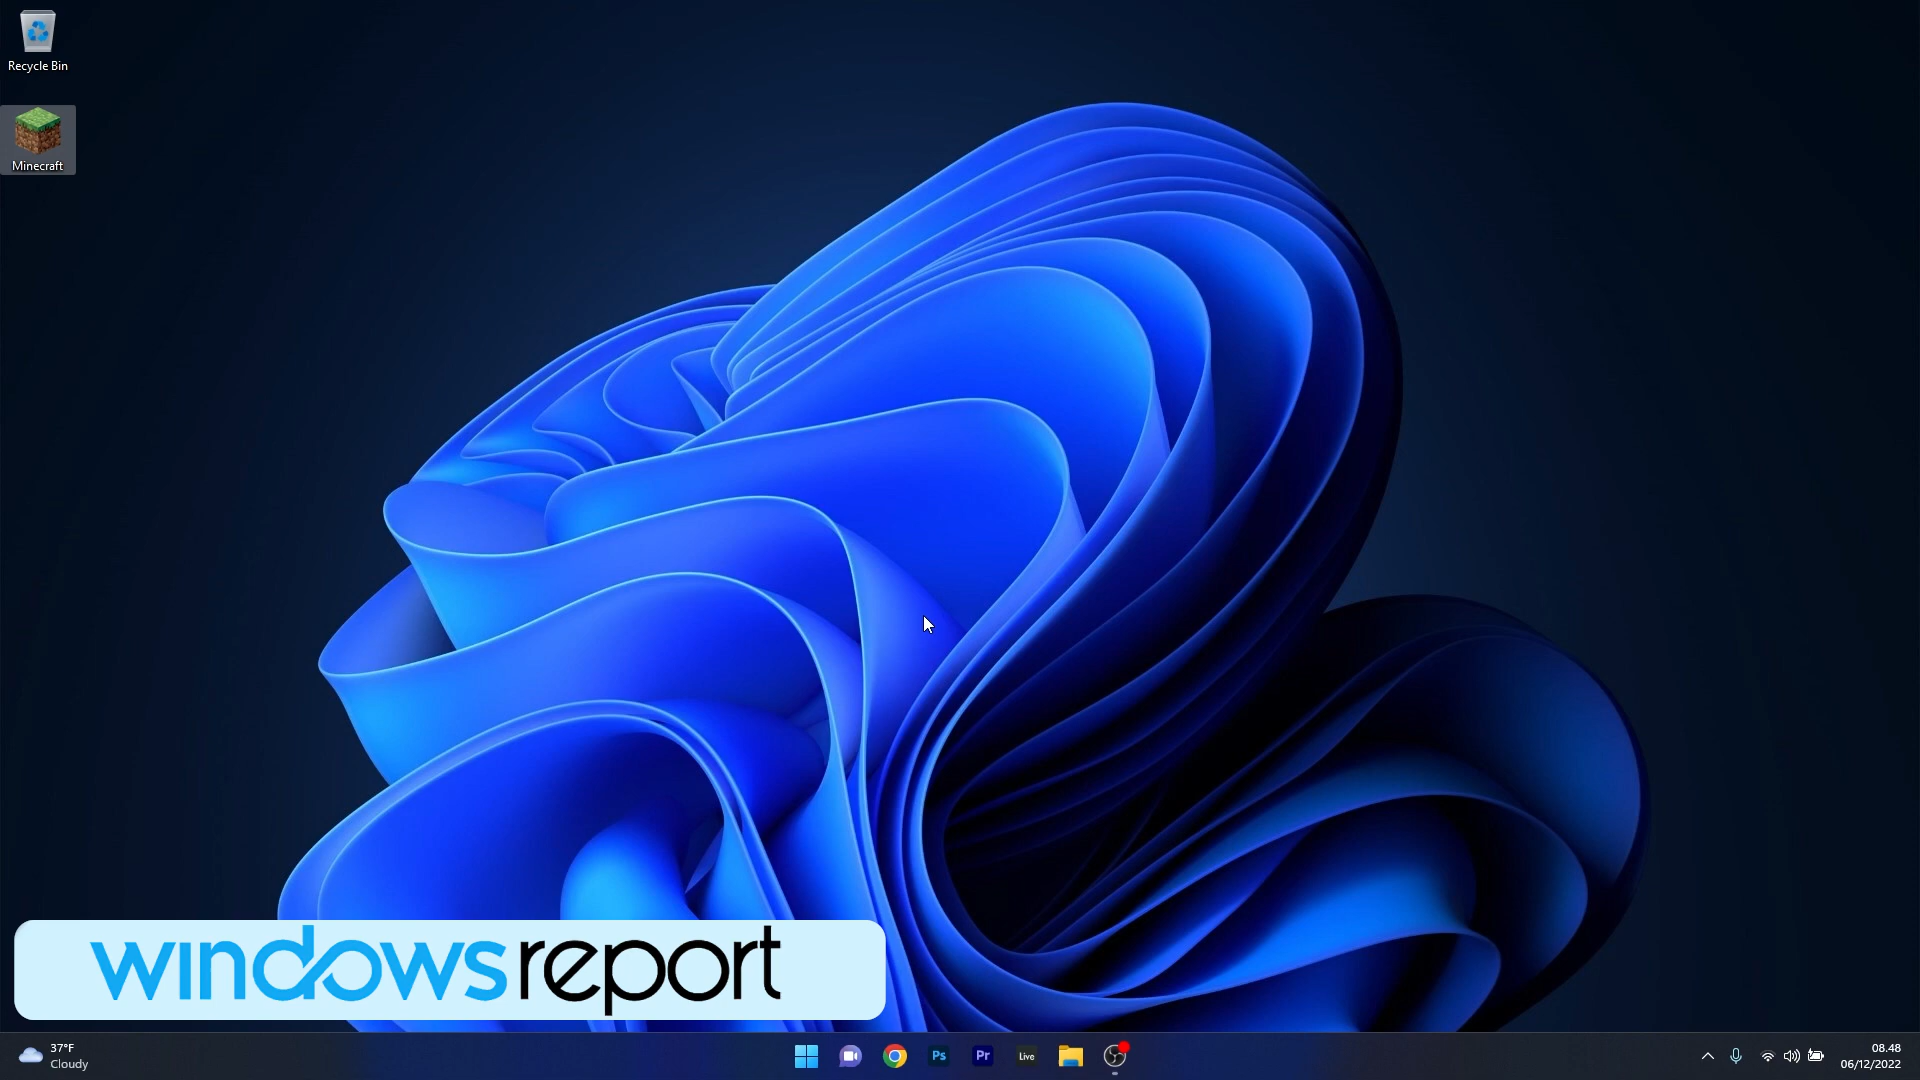 Recycle Bin
Minecraft
windowsreport
37°F
Cloudy
Ps
Pr
Live
08.48
06/12/2022